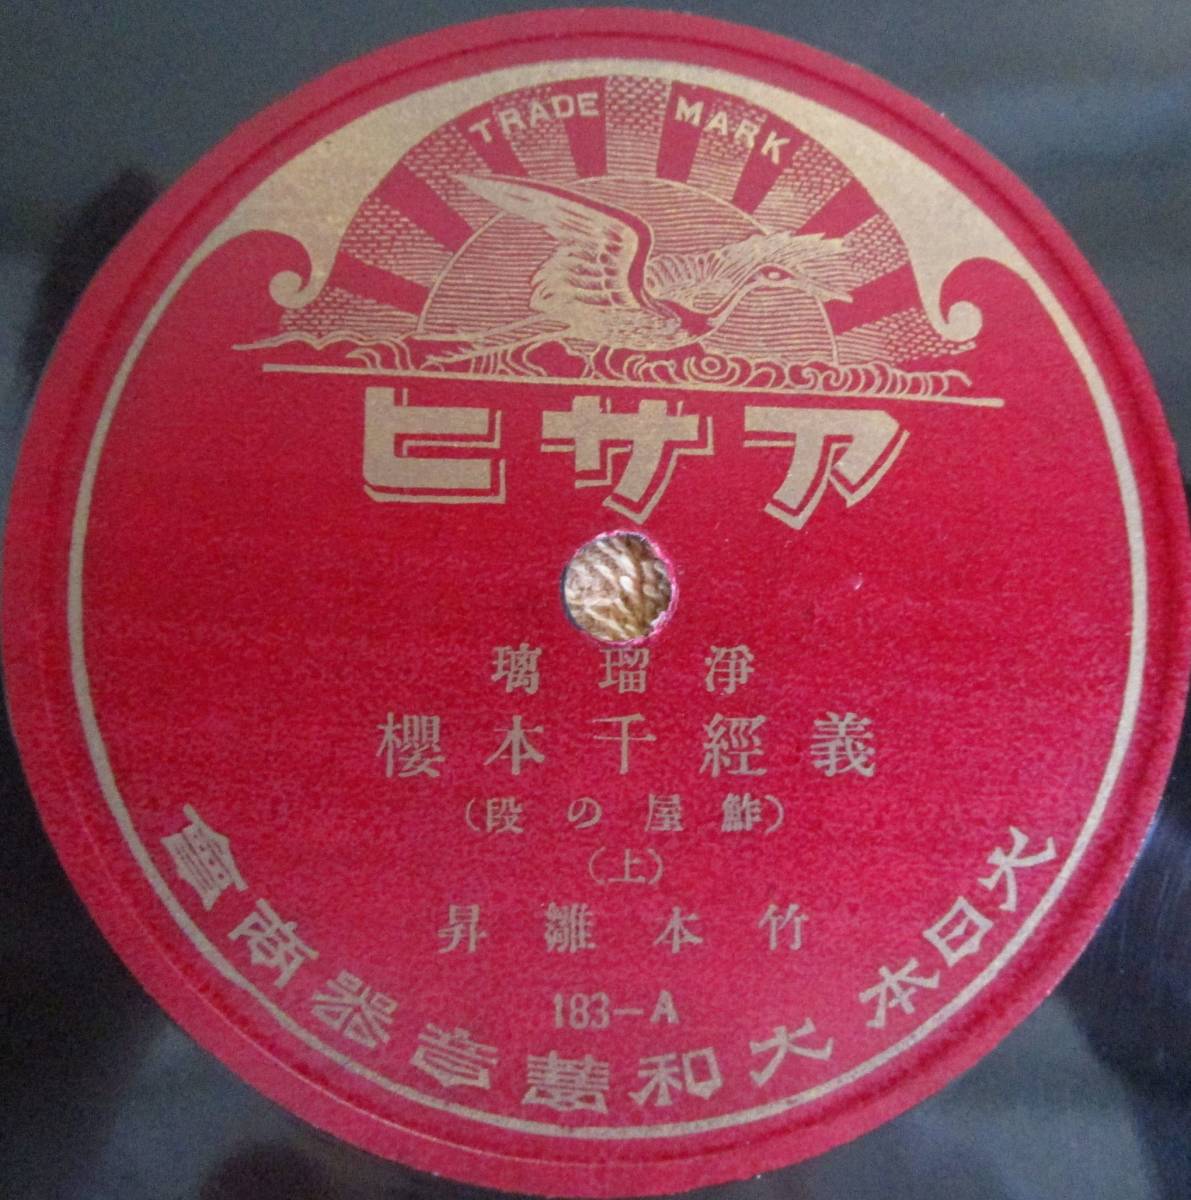 TRADE MARK
アサヒ
淨瑠璃
義經千本櫻
(鮓屋の段)
(上)
竹本雛昇
183-A
大日本大和蓄音器商會